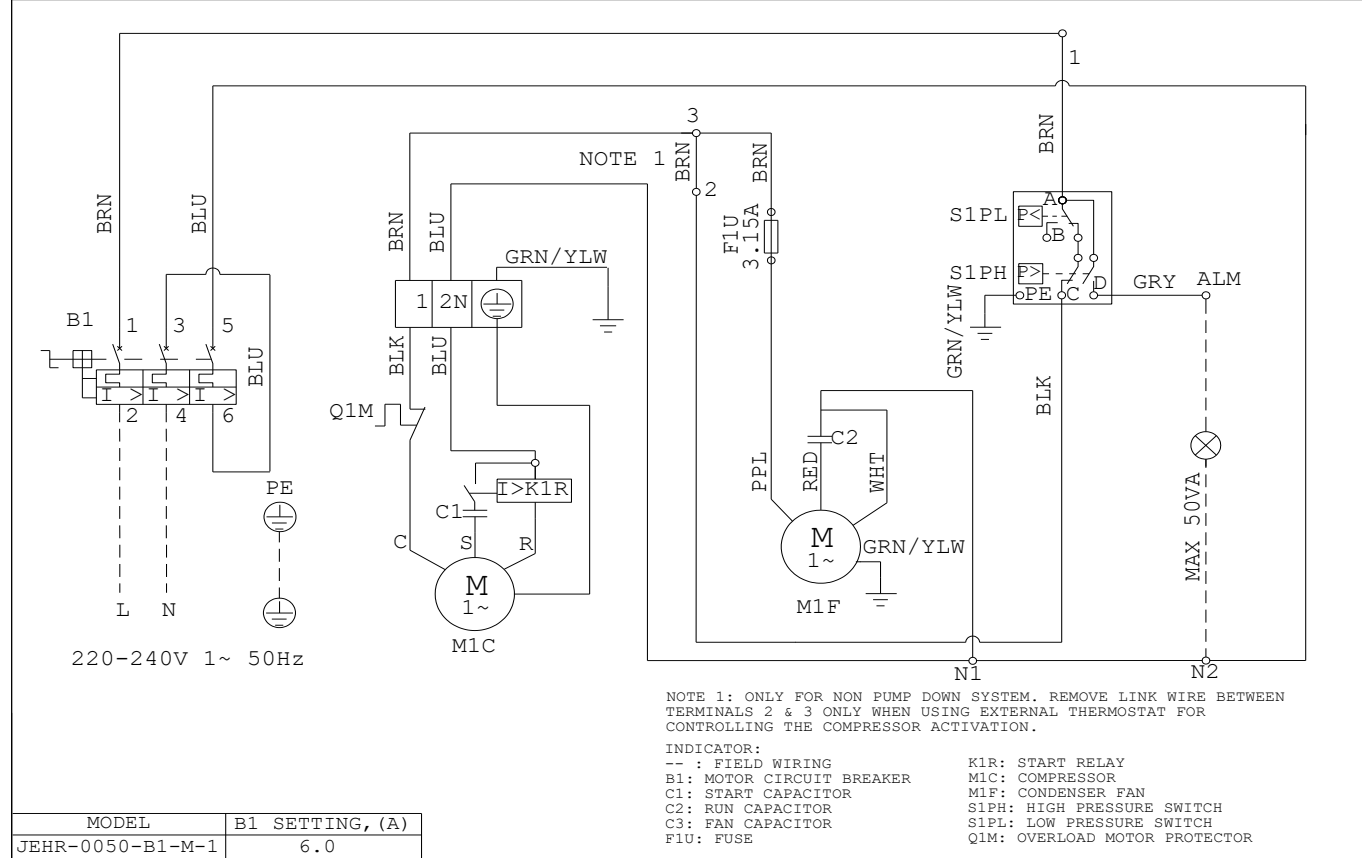 1
3
NOTE 1
BRN
BRN
2
BRN
BRN
BLU
BRN
BLU
F1U
3.15A
A
S1PL
P<
B
S1PH
P>
D
PE
C
GRY
ALM
GRN/YLW
GRN/YLW
1
2N
B1
1
3
5
BLU
I >
I >
I >
2
4
6
BLK
BLU
BLK
Q1M
C2
PPL
RED
WHT
PE
I>K1R
C1
C
S
R
M
1~
M1C
M
1~
GRN/YLW
M1F
MAX 50VA
L
N
220-240V 1~ 50Hz
N1
N2
NOTE 1: ONLY FOR NON PUMP DOWN SYSTEM. REMOVE LINK WIRE BETWEEN
TERMINALS 2 & 3 ONLY WHEN USING EXTERNAL THERMOSTAT FOR
CONTROLLING THE COMPRESSOR ACTIVATION.
INDICATOR:
-- : FIELD WIRING
B1: MOTOR CIRCUIT BREAKER
C1: START CAPACITOR
C2: RUN CAPACITOR
C3: FAN CAPACITOR
F1U: FUSE
K1R: START RELAY
M1C: COMPRESSOR
M1F: CONDENSER FAN
S1PH: HIGH PRESSURE SWITCH
S1PL: LOW PRESSURE SWITCH
Q1M: OVERLOAD MOTOR PROTECTOR
MODEL B1 SETTING,(A)
JEHR-0050-B1-M-1 6.0